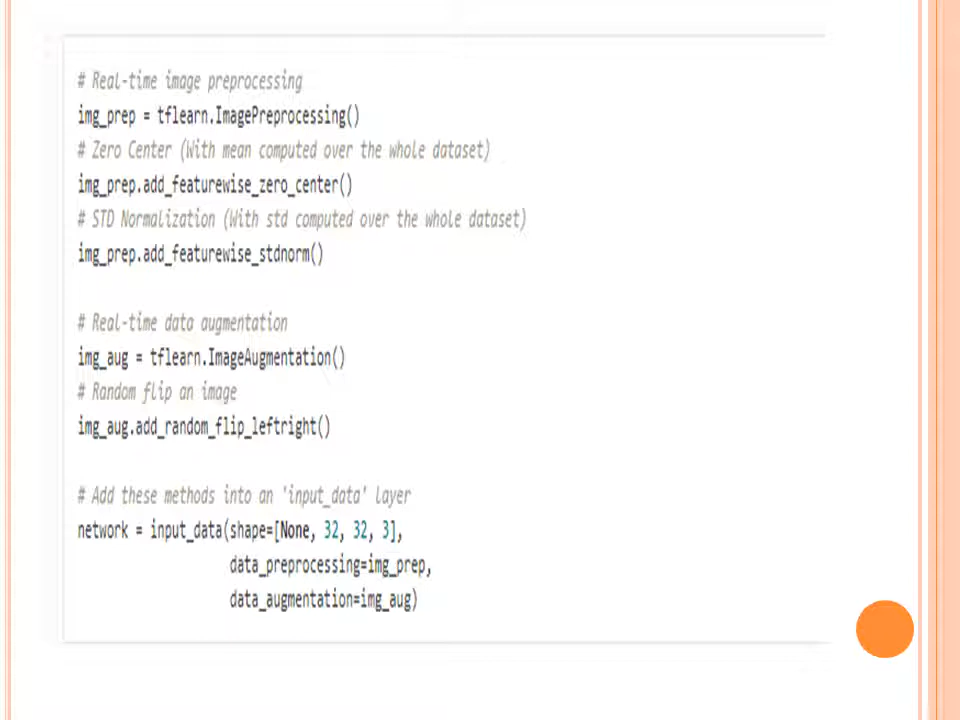 # Real-time image preprocessing
img_prep = tflearn.ImagePreprocessing()
# Zero Center (With mean computed over the whole dataset)
img_prep.add_featurewise_zero_center()
# STD Normalization (With std computed over the whole dataset)
img_prep.add_featurewise_stdnorm()
# Real-time data augmentation
img_aug = tflearn.ImageAugmentation()
# Random flip an image
img_aug.add_random_flip_leftright()
# Add these methods into an 'input_data' layer
network = input_data(shape=[None, 32, 32, 3],
data_preprocessing=img_prep,
data_augmentation=img_aug)